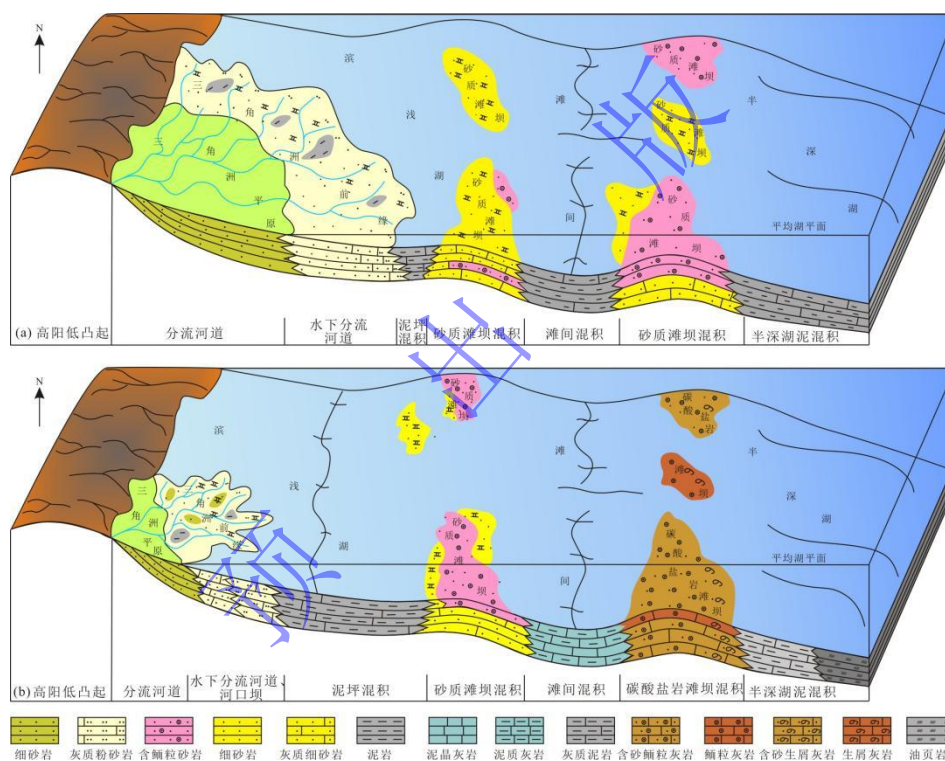 N
三角洲平原
三角洲前缘
滨浅湖
砂质滩坝
砂质滩坝
滩间
砂质滩坝
砂质滩坝
砂质滩坝
半深湖
平均湖平面
(a)高阳低凸起
分流河道
水下分流河道
泥坪混积
砂质滩坝混积
滩间混积
砂质滩坝混积
半深湖泥混积
N
三角洲平原
三角洲前缘
滨浅湖
砂质滩坝
砂质滩坝
滩间
碳酸盐岩
滩坝
碳酸盐岩滩坝
半深湖
平均湖平面
(b)高阳低凸起
分流河道
水下分流河道、河口坝
泥坪混积
砂质滩坝混积
滩间混积
碳酸盐岩滩坝混积
半深湖泥混积
细砂岩
灰质粉砂岩
含鲕粒砂岩
细砂岩
灰质细砂岩
泥岩
泥晶灰岩
泥质灰岩
灰质泥岩
含砂鲕粒灰岩
鲕粒灰岩
含砂生屑灰岩
生屑灰岩
油页岩
预出版